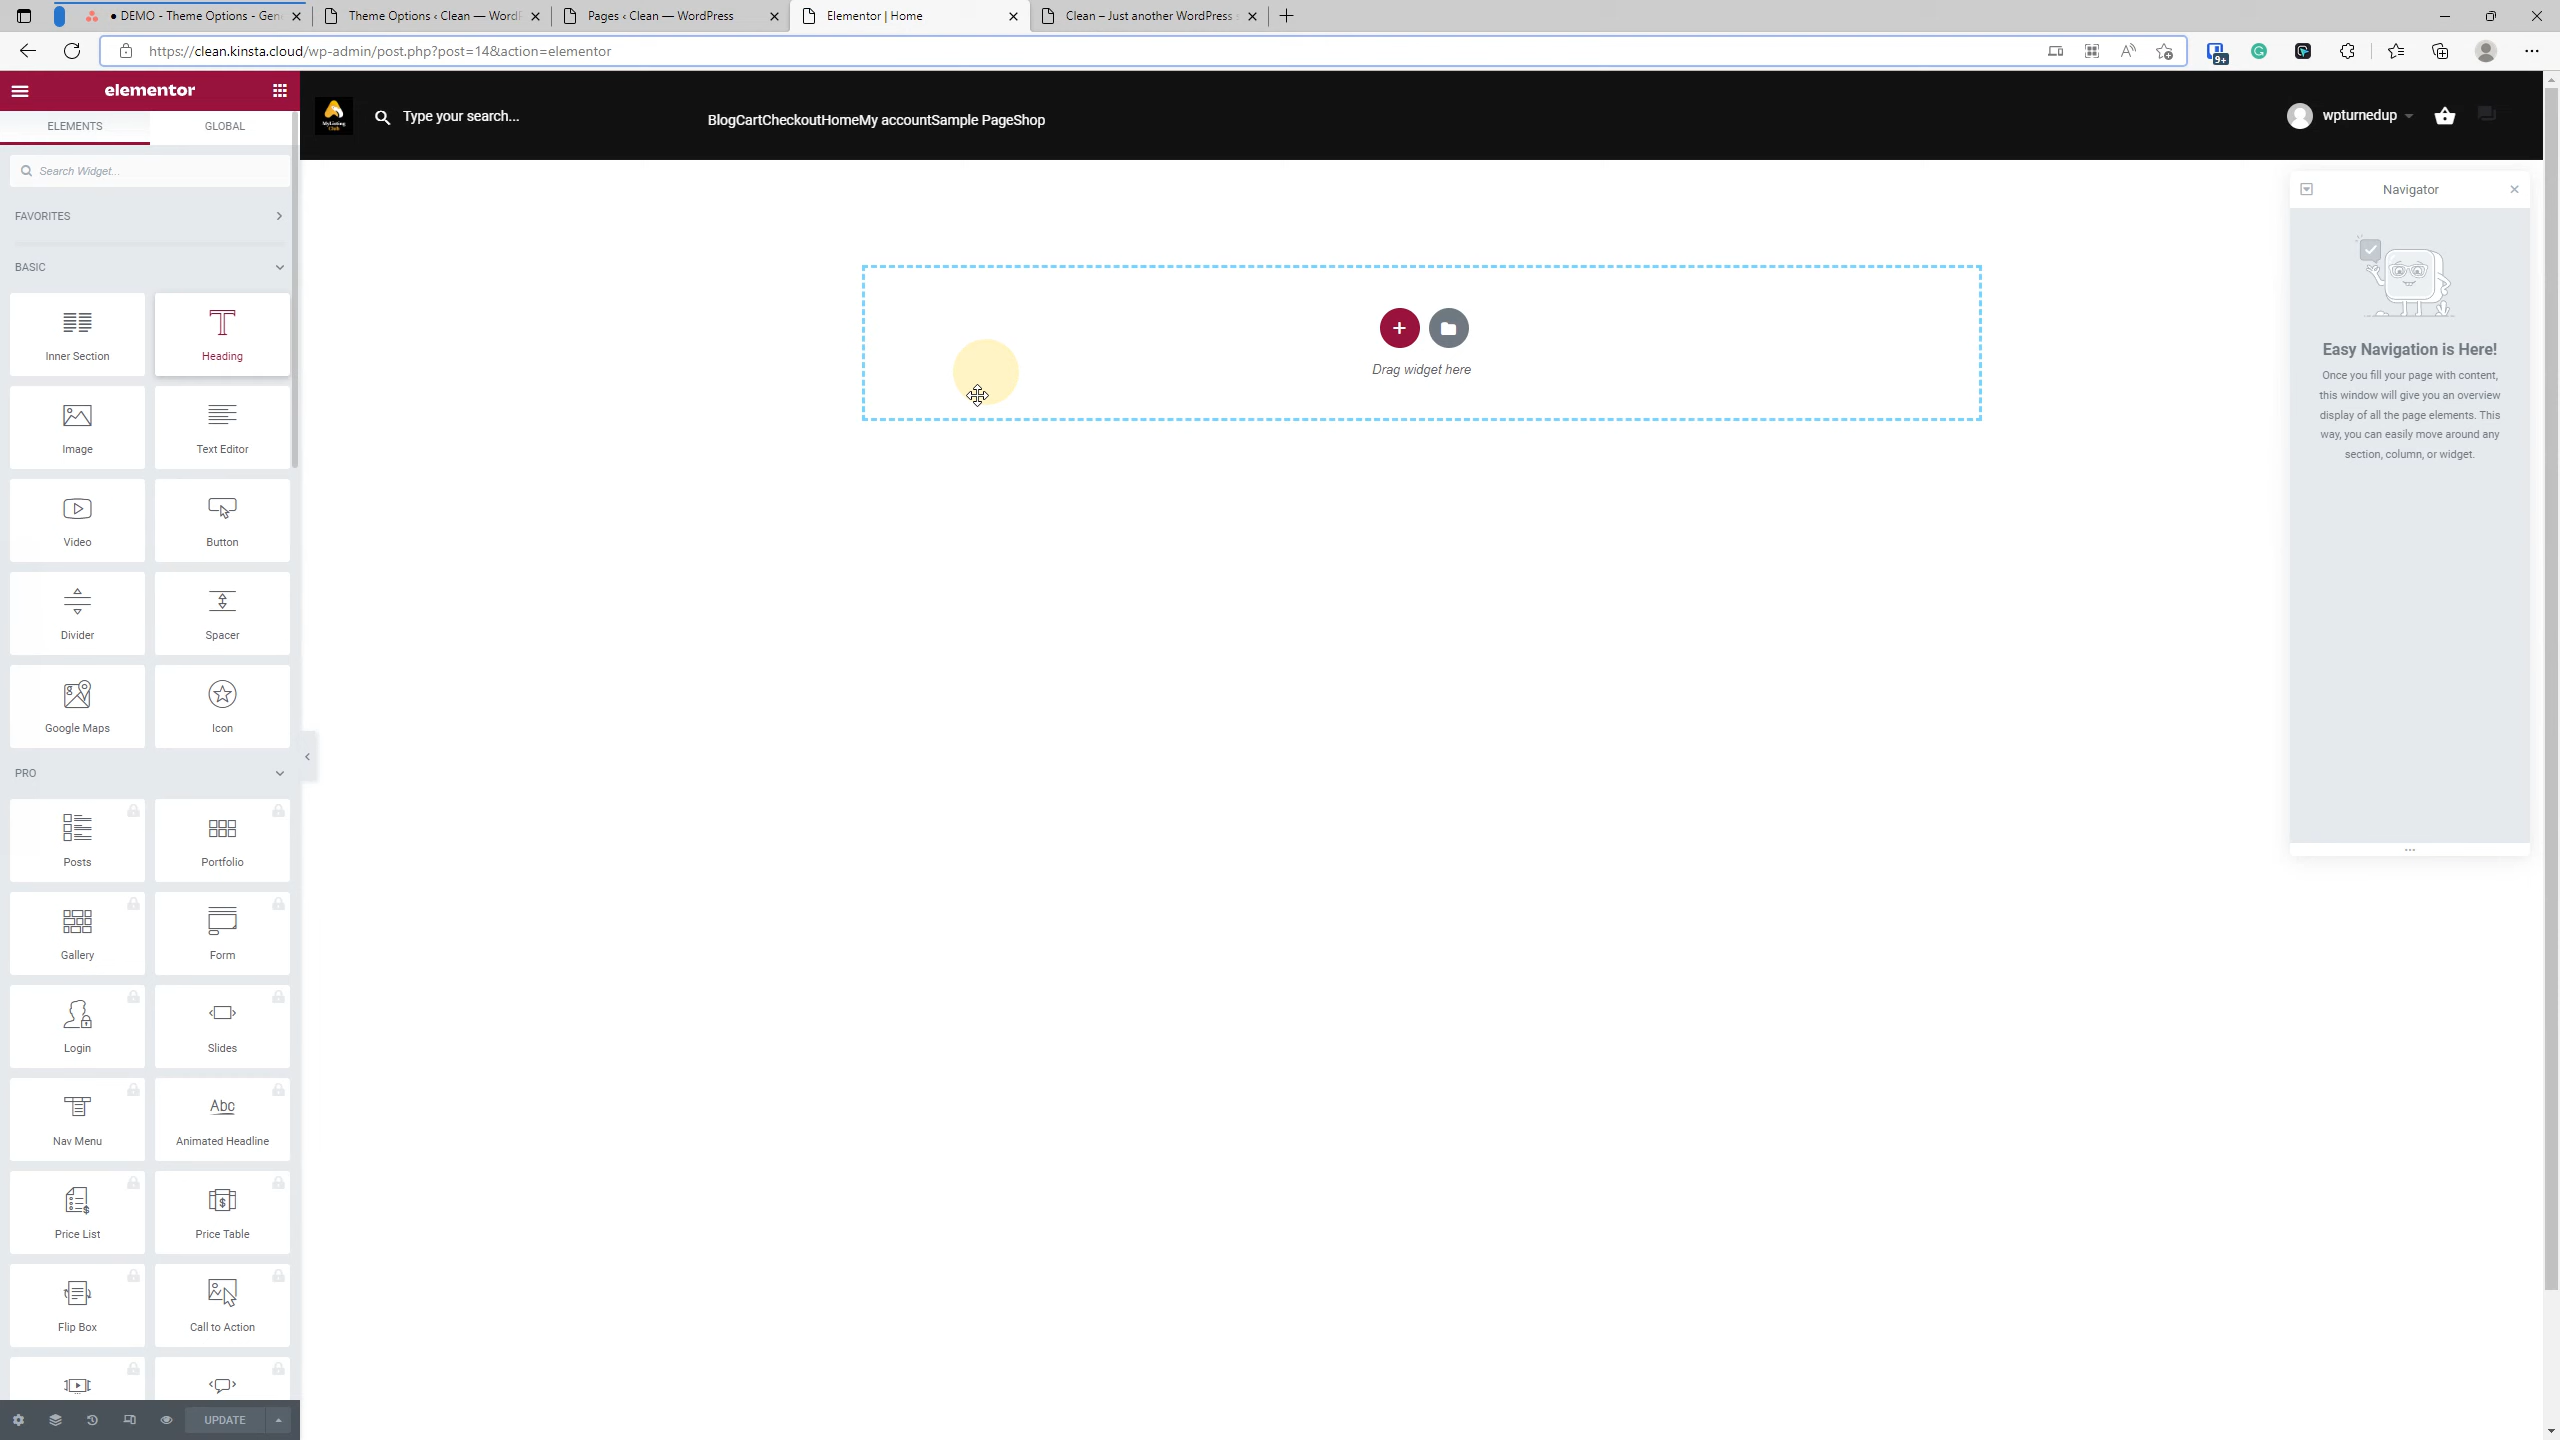 • DEMO - Theme Options - Gen
Theme Options ‹ Clean — WordP
Pages ‹ Clean — WordPress
Elementor | Home
Clean – Just another WordPress s
https://clean.kinsta.cloud/wp-admin/post.php?post=14&action=elementor
9+
elementor
ELEMENTS
GLOBAL
Search Widget...
FAVORITES
BASIC
Inner Section
Heading
Image
Text Editor
Video
Button
Divider
Spacer
Google Maps
Icon
PRO
Posts
Portfolio
Gallery
Form
Login
Slides
Nav Menu
Abc
Animated Headline
Price List
Price Table
Flip Box
Call to Action
UPDATE
MyListing
Club
Type your search...
BlogCartCheckoutHomeMy accountSample PageShop
wpturnedup
Drag widget here
Navigator
Easy Navigation is Here!
Once you fill your page with content,
this window will give you an overview
display of all the page elements. This
way, you can easily move around any
section, column, or widget.